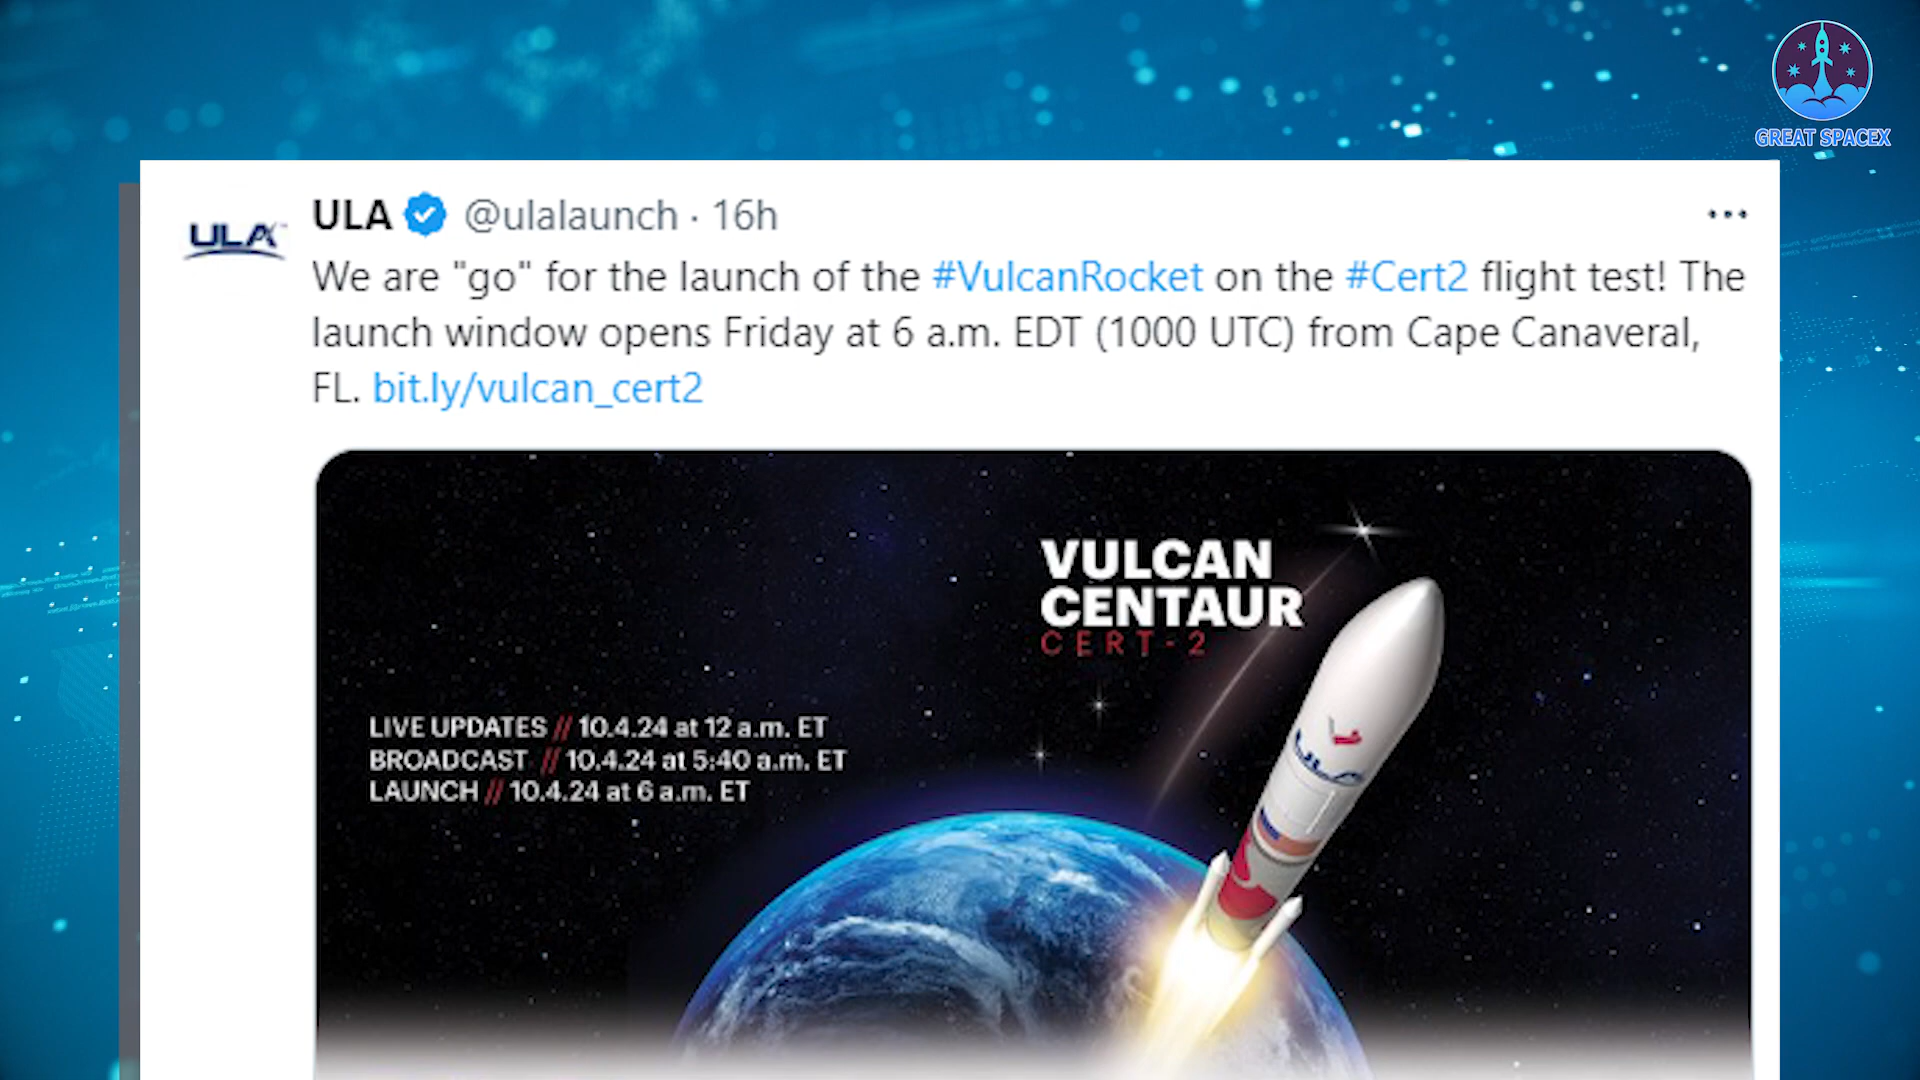 GREAT SPACEX
ULA @ulalaunch · 16h
ULA
We are "go" for the launch of the #VulcanRocket on the #Cert2 flight test! The
launch window opens Friday at 6 a.m. EDT (1000 UTC) from Cape Canaveral,
FL. bit.ly/vulcan_cert2
VULCAN
CENTAUR
CERT-2
LIVE UPDATES // 10.4.24 at 12 a.m. ET
BROADCAST // 10.4.24 at 5:40 a.m. ET
LAUNCH // 10.4.24 at 6 a.m. ET
ULA